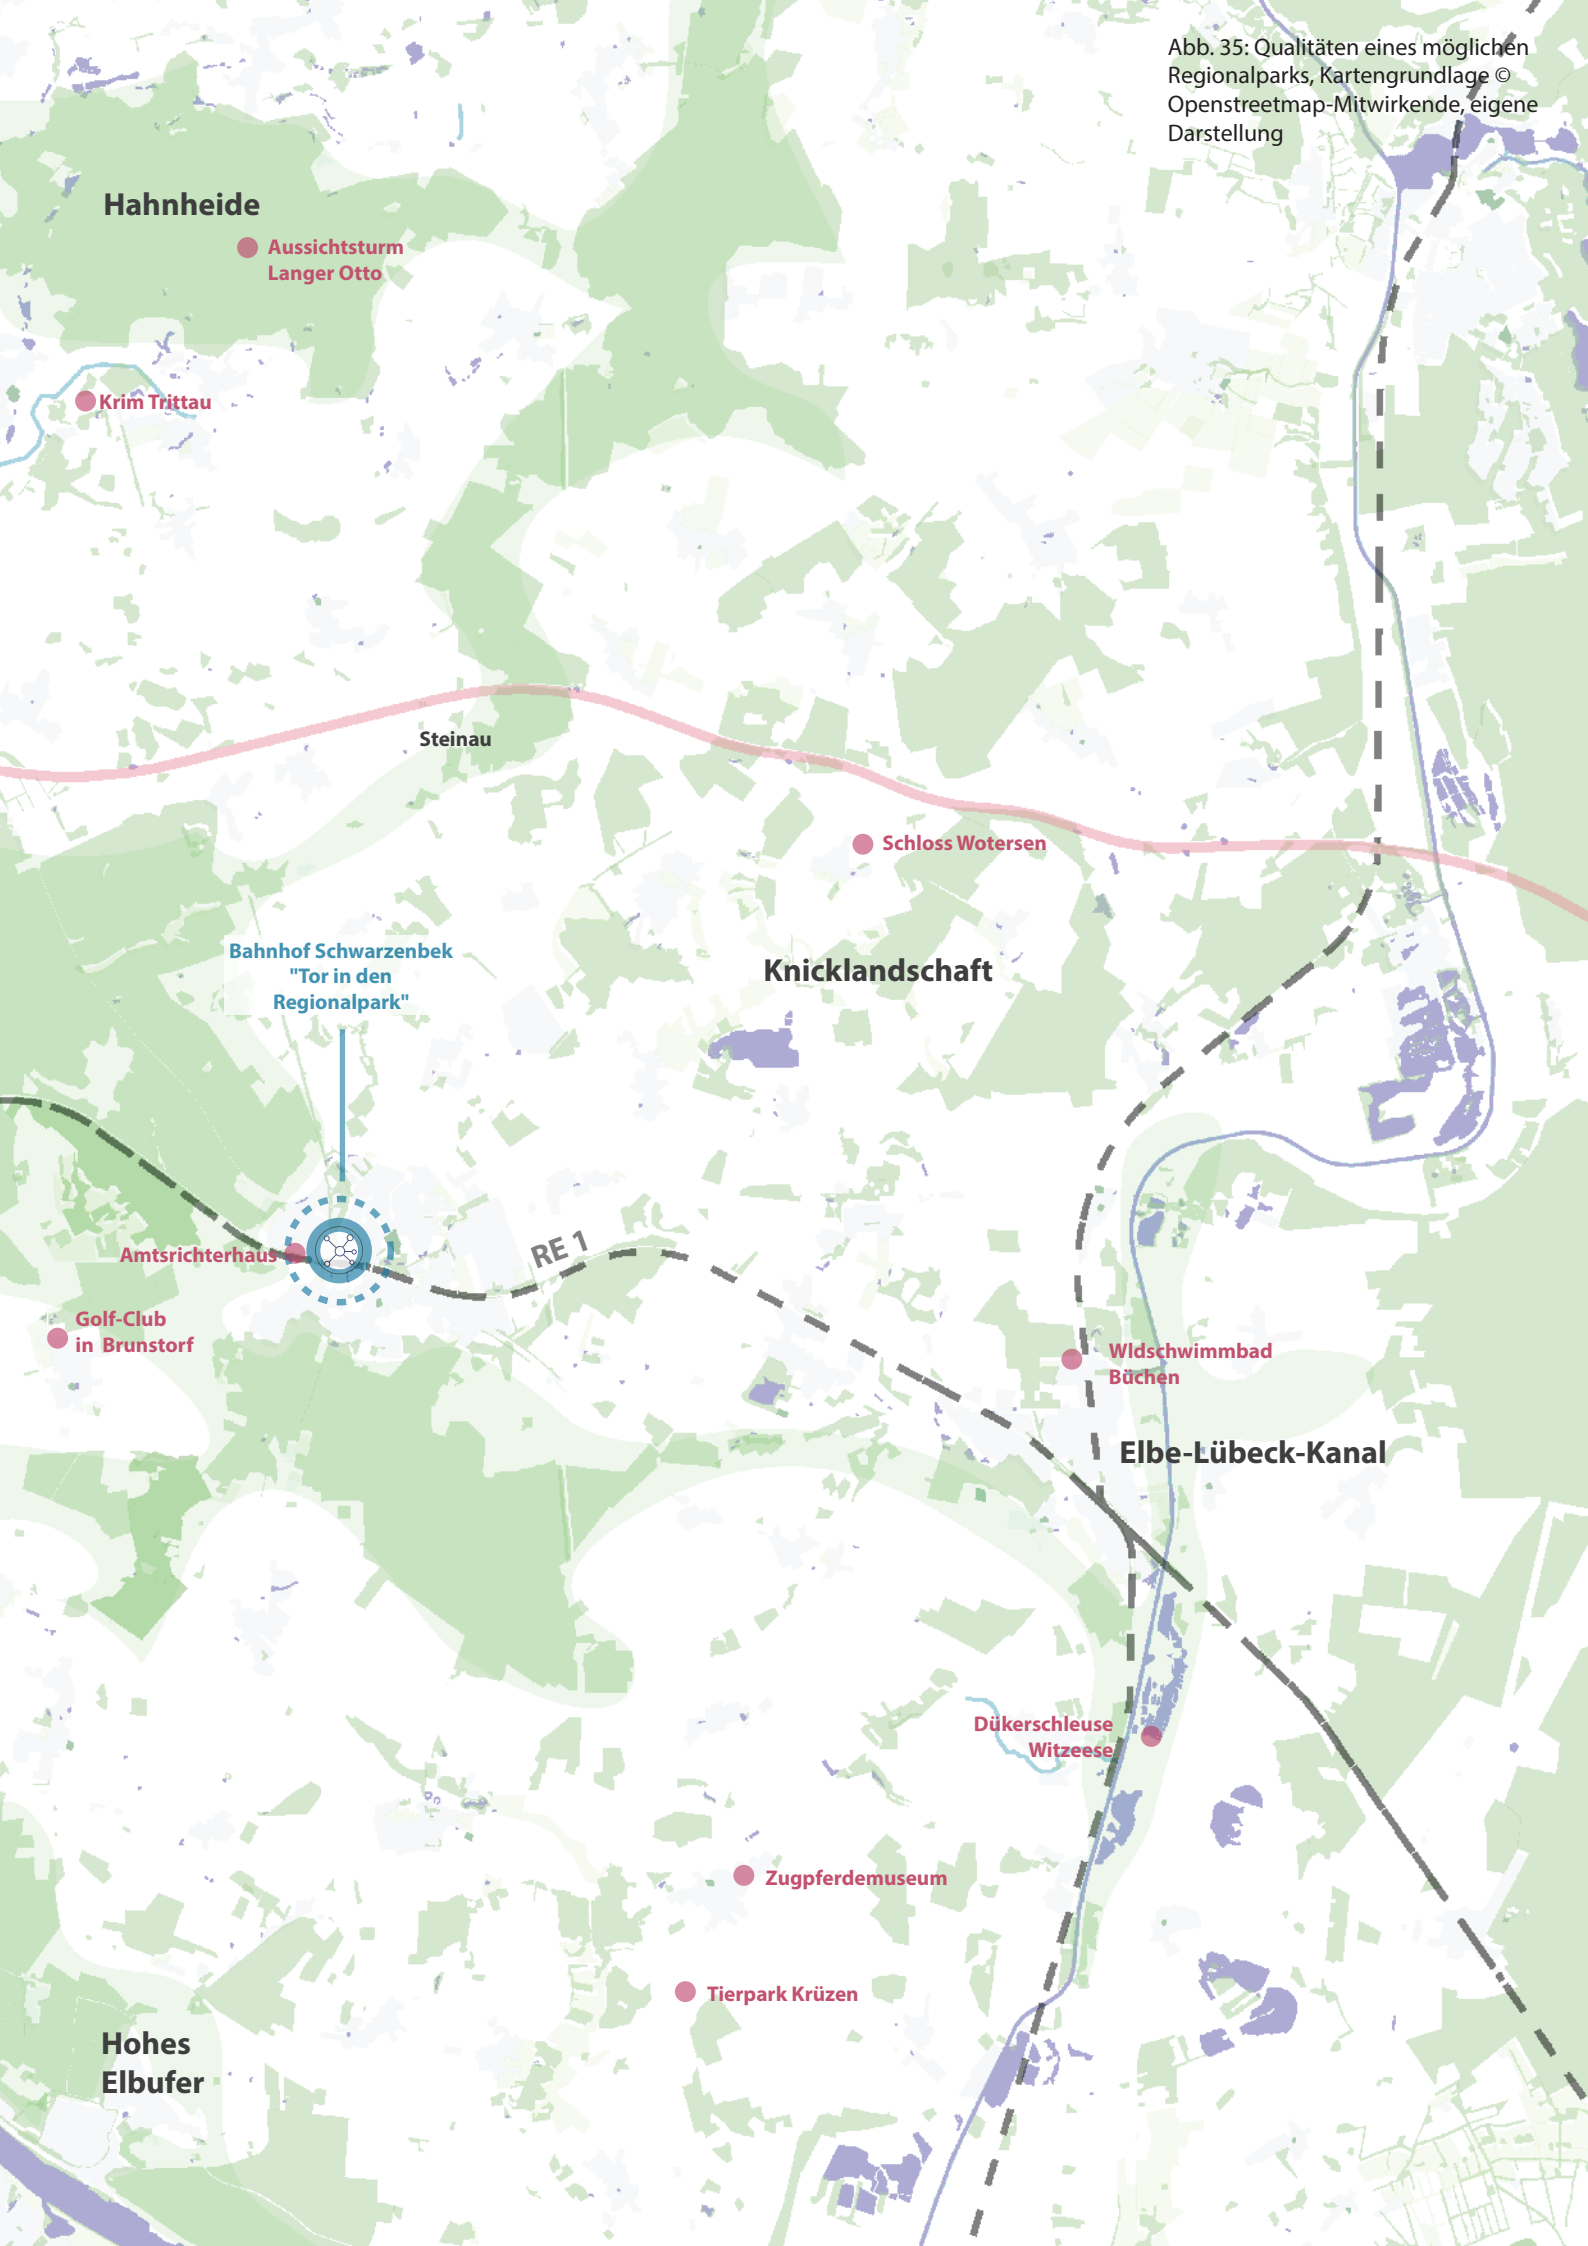 Abb. 35: Qualitäten eines möglichen
Regionalparks, Kartengrundlage ©
Openstreetmap-Mitwirkende, eigene
Darstellung
Hahnheide
Aussichtsturm
Langer Otto
Krim Trittau
Steinau
Schloss Wotersen
Bahnhof Schwarzenbek
"Tor in den
Regionalpark"
Knicklandschaft
RE 1
Amtsrichterhaus
Golf-Club
in Brunstorf
Wldschwimmbad
Büchen
Elbe-Lübeck-Kanal
Dükerschleuse
Witzeese
Zugpferdemuseum
Tierpark Krüzen
Hohes
Elbufer